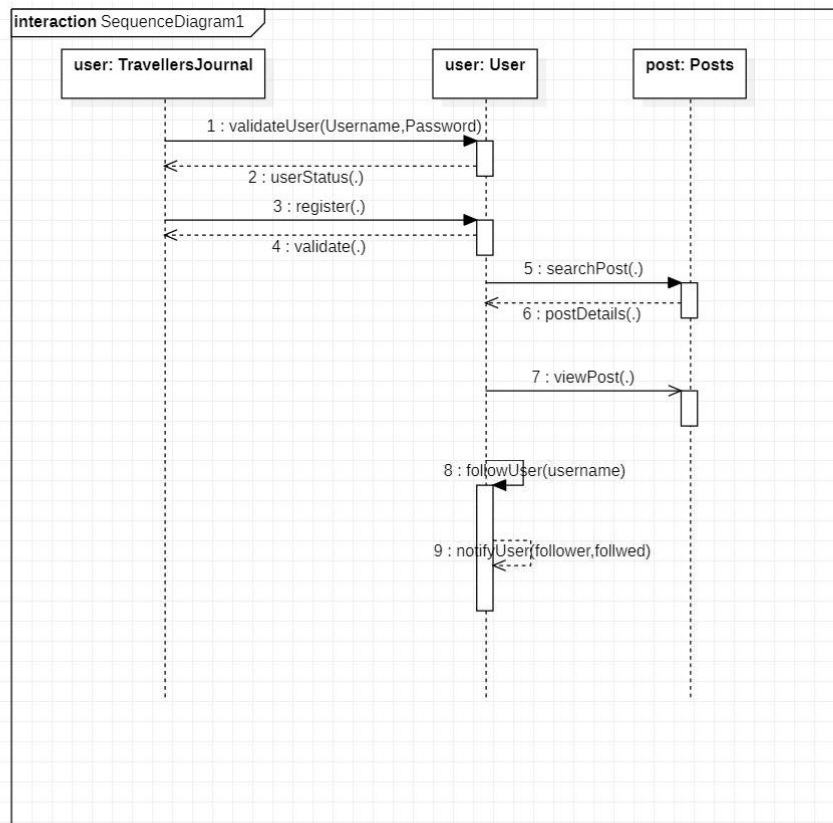 interaction SequenceDiagram1
user: TravellersJournal
user: User
post: Posts
1 : validateUser(Username,Password)
2 : userStatus(.)
3 : register(.)
4 : validate(.)
5 : searchPost(.)
6 : postDetails(.)
7 : viewPost(.)
8 : followUser(username)
9 : notifyUser(follower,follwed)